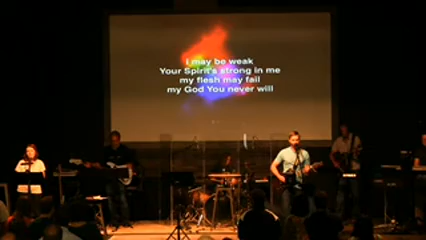 i may be weak
Your Spirit's strong in me
my flesh may fail
my God You never will